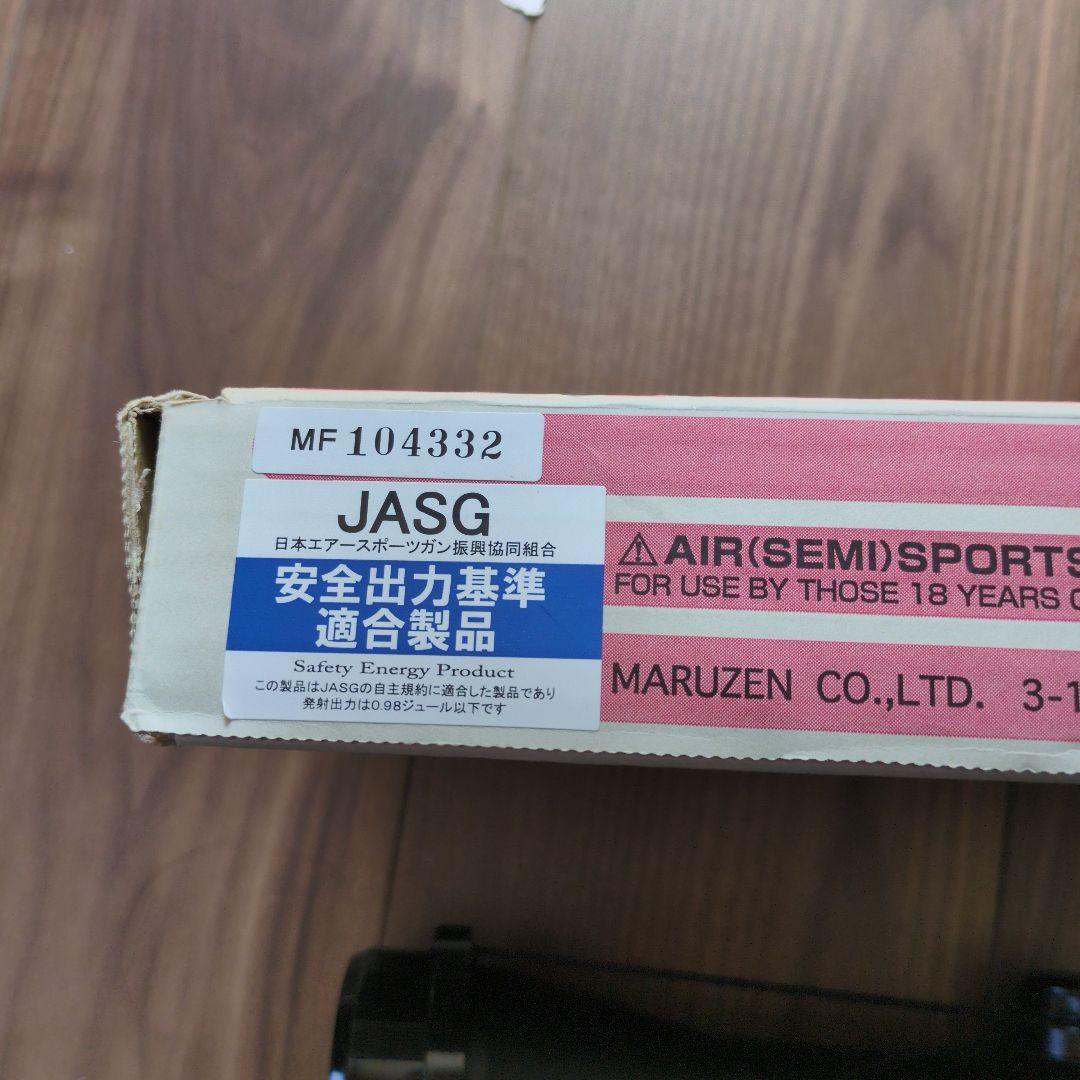 MF 104332
JASG
日本エアースポーツガン振興協同組合
安全出力基準
適合製品
Safety Energy Product
この製品はJASGの自主規約に適合した製品であり
発射出力は0.98ジュール以下です
⚠AIR(SEMI)SPORTS
FOR USE BY THOSE 18 YEARS
MARUZEN CO.,LTD. 3-1